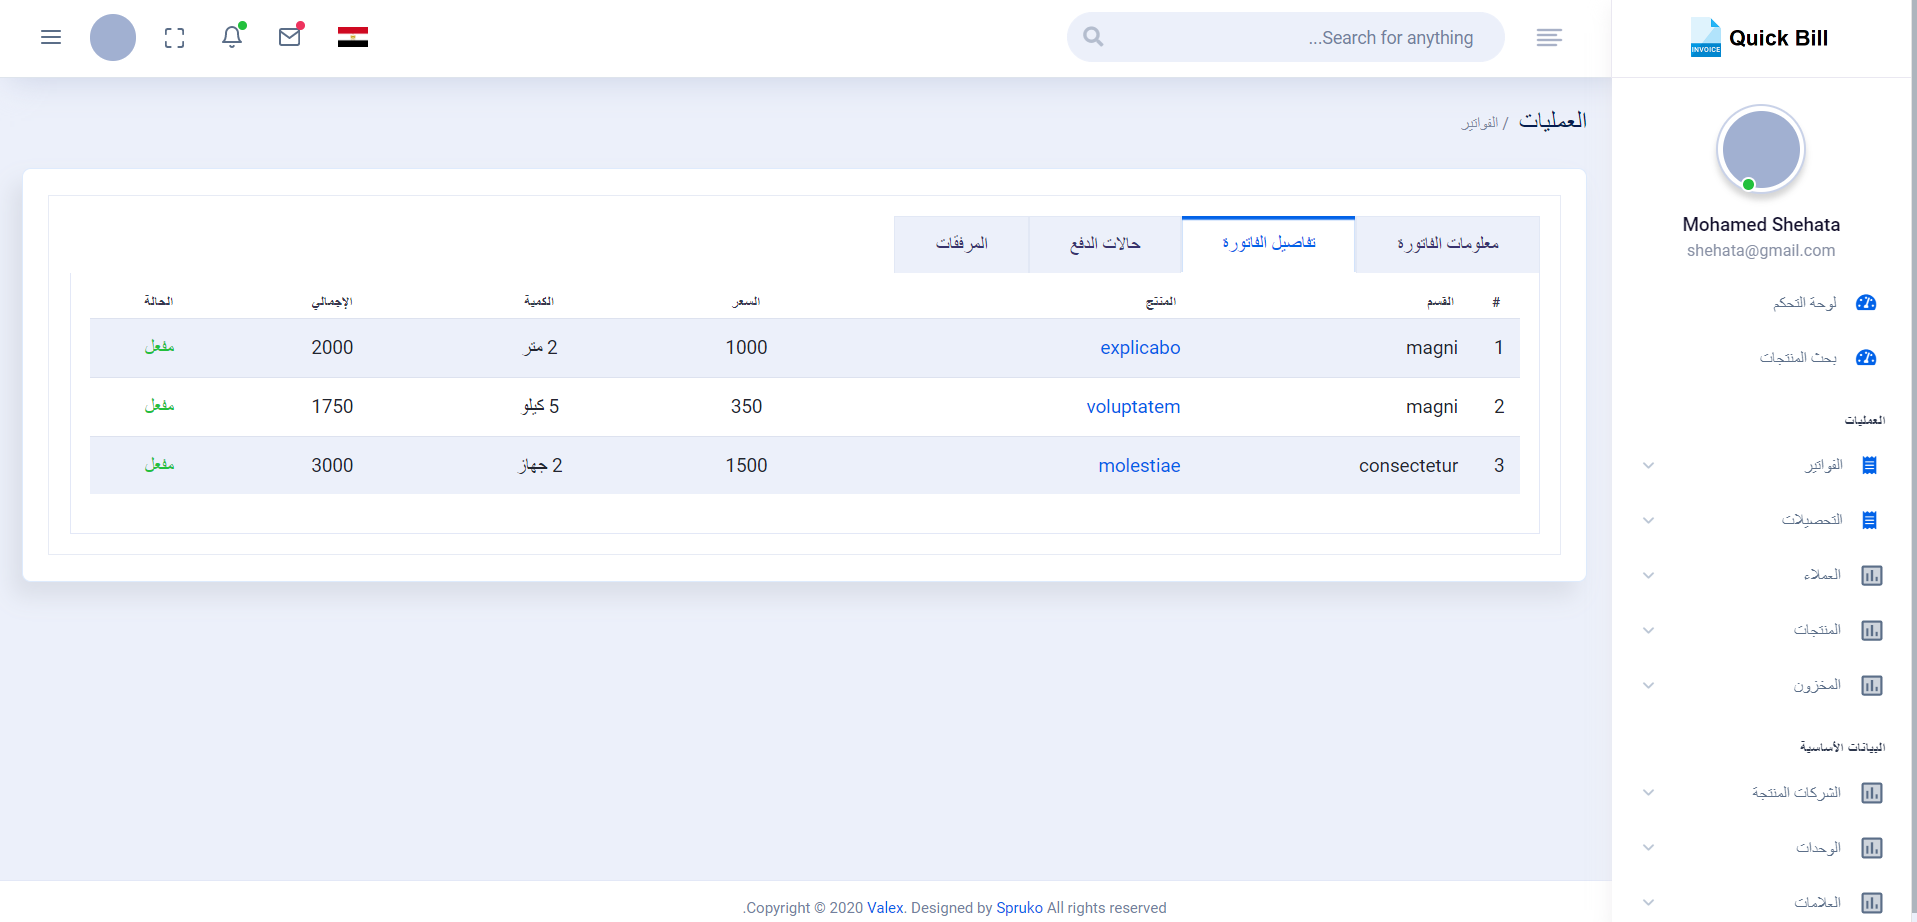 Quick Bill
INVOICE
Search for anything...
Mohamed Shehata
shehata@gmail.com
لوحة التحكم
بحث المنتجات
العمليات
الفواتير
التحصيلات
العملاء
المنتجات
المخزون
البيانات الأساسية
الشركات المنتجة
الوحدات
العلامات
العمليات / الفواتير
معلومات الفاتورة تفاصيل الفاتورة حالات الدفع المرفقات
# القسم المنتج السعر الكمية الإجمالي الحالة
1 magni explicabo 1000 2 متر 2000 مفعل
2 magni voluptatem 350 5 كيلو 1750 مفعل
3 consectetur molestiae 1500 2 جهاز 3000 مفعل
.Copyright © 2020 Valex. Designed by Spruko All rights reserved